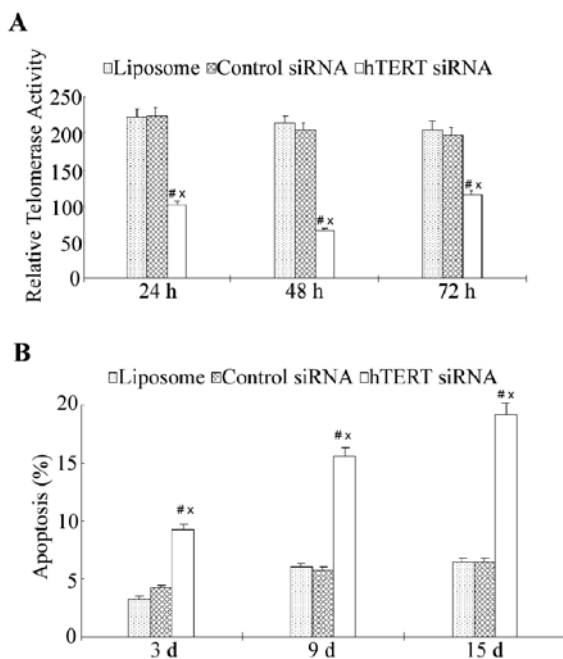 A
Liposome Control siRNA hTERT siRNA
Relative Telomerase Activity
250
200
150
100
50
0
# x
# x
# x
24 h 48 h 72 h
B
Liposome Control siRNA hTERT siRNA
Apoptosis (%)
20
15
10
5
0
# x
# x
# x
3 d 9 d 15 d